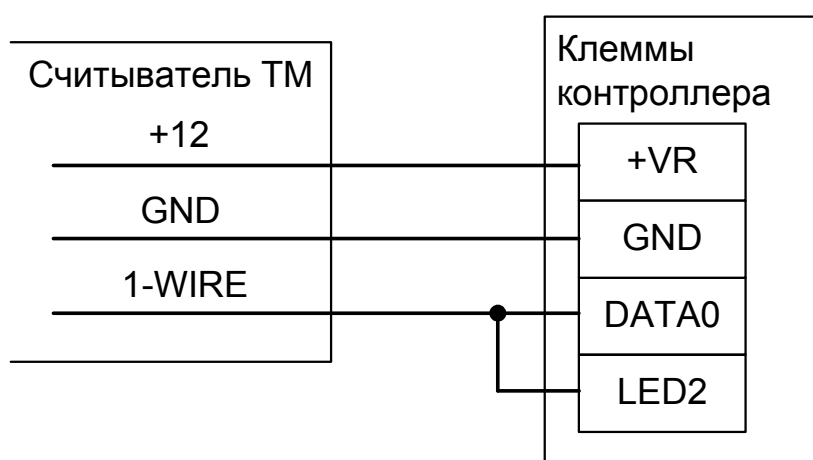 Считыватель ТМ
+12
GND
1-WIRE
Клеммы
контроллера
+VR
GND
DATA0
LED2